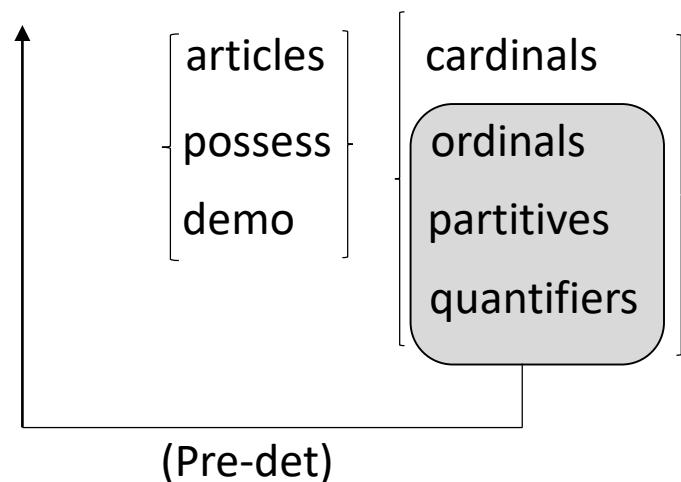 articles
possess
demo
cardinals
ordinals
partitives
quantifiers
(Pre-det)